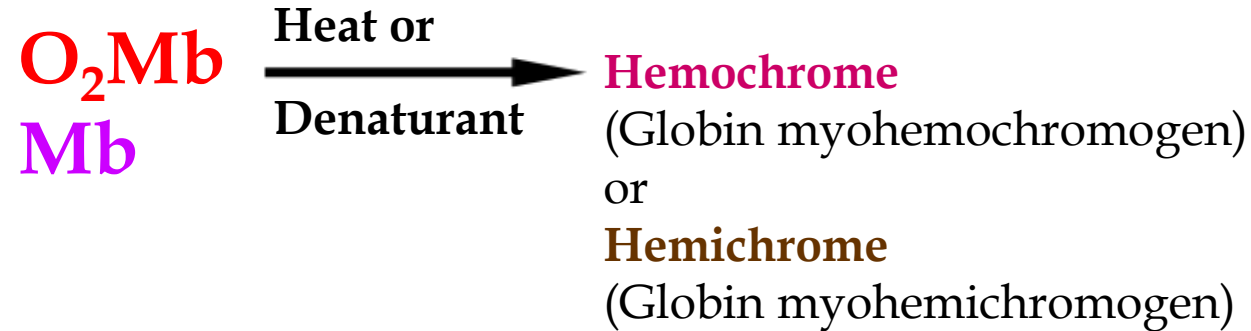 O₂Mb
Mb
Heat or
Denaturant
Hemochrome
(Globin myohemochromogen)
or
Hemichrome
(Globin myohemichromogen)